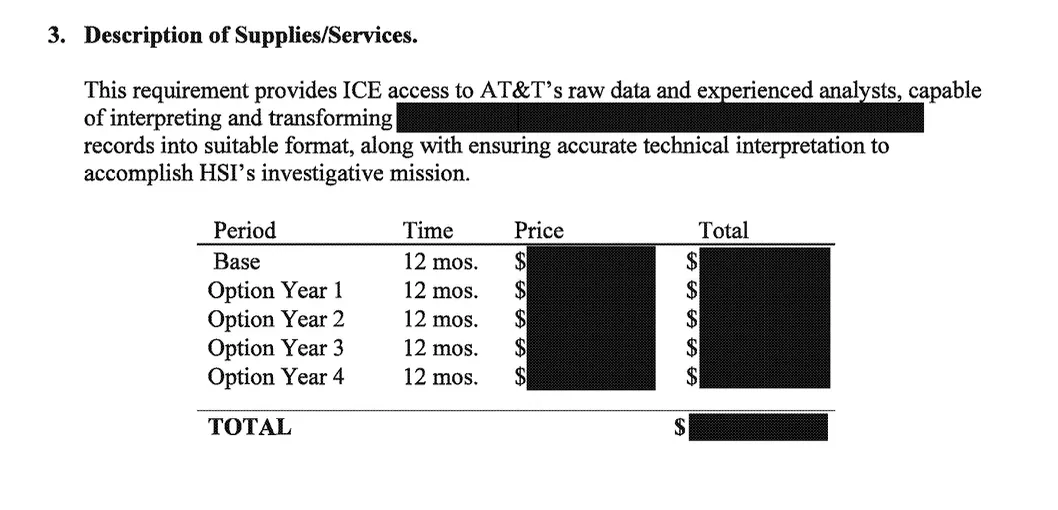 3. Description of Supplies/Services.
This requirement provides ICE access to AT&T’s raw data and experienced analysts, capable
of interpreting and transforming
records into suitable format, along with ensuring accurate technical interpretation to
accomplish HSI’s investigative mission.
Period Time Price Total
Base 12 mos. $ $
Option Year 1 12 mos. $ $
Option Year 2 12 mos. $ $
Option Year 3 12 mos. $ $
Option Year 4 12 mos. $ $
TOTAL $